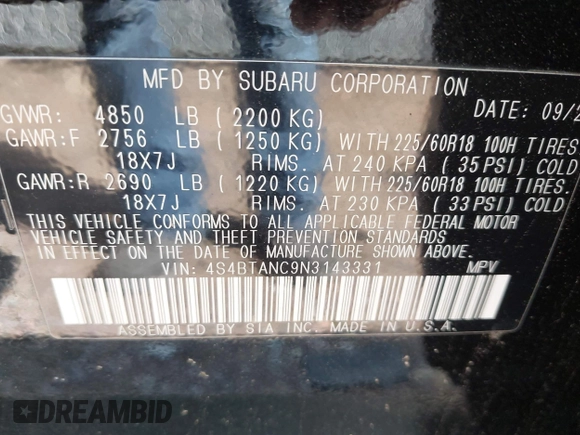 MFD BY SUBARU CORPORATION
GVWR: 4850 LB (2200 KG) DATE: 09/2
GAWR:F 2756 LB (1250 KG) WITH 225/60R18 100H TIRES
18X7J RIMS. AT 240 KPA (35 PSI) COLD
GAWR:R 2690 LB (1220 KG) WITH 225/60R18 100H TIRES.
18X7J RIMS. AT 230 KPA (33 PSI) COLD
THIS VEHICLE CONFORMS TO ALL APPLICABLE FEDERAL MOTOR
VEHICLE SAFETY AND THEFT PREVENTION STANDARDS
IN EFFECT ON THE DATE OF MANUFACTURE SHOWN ABOVE.
VIN: 4S4BTANC9N3143331 MPV
ASSEMBLED BY SIA INC. MADE IN U.S.A.
DREAMBID